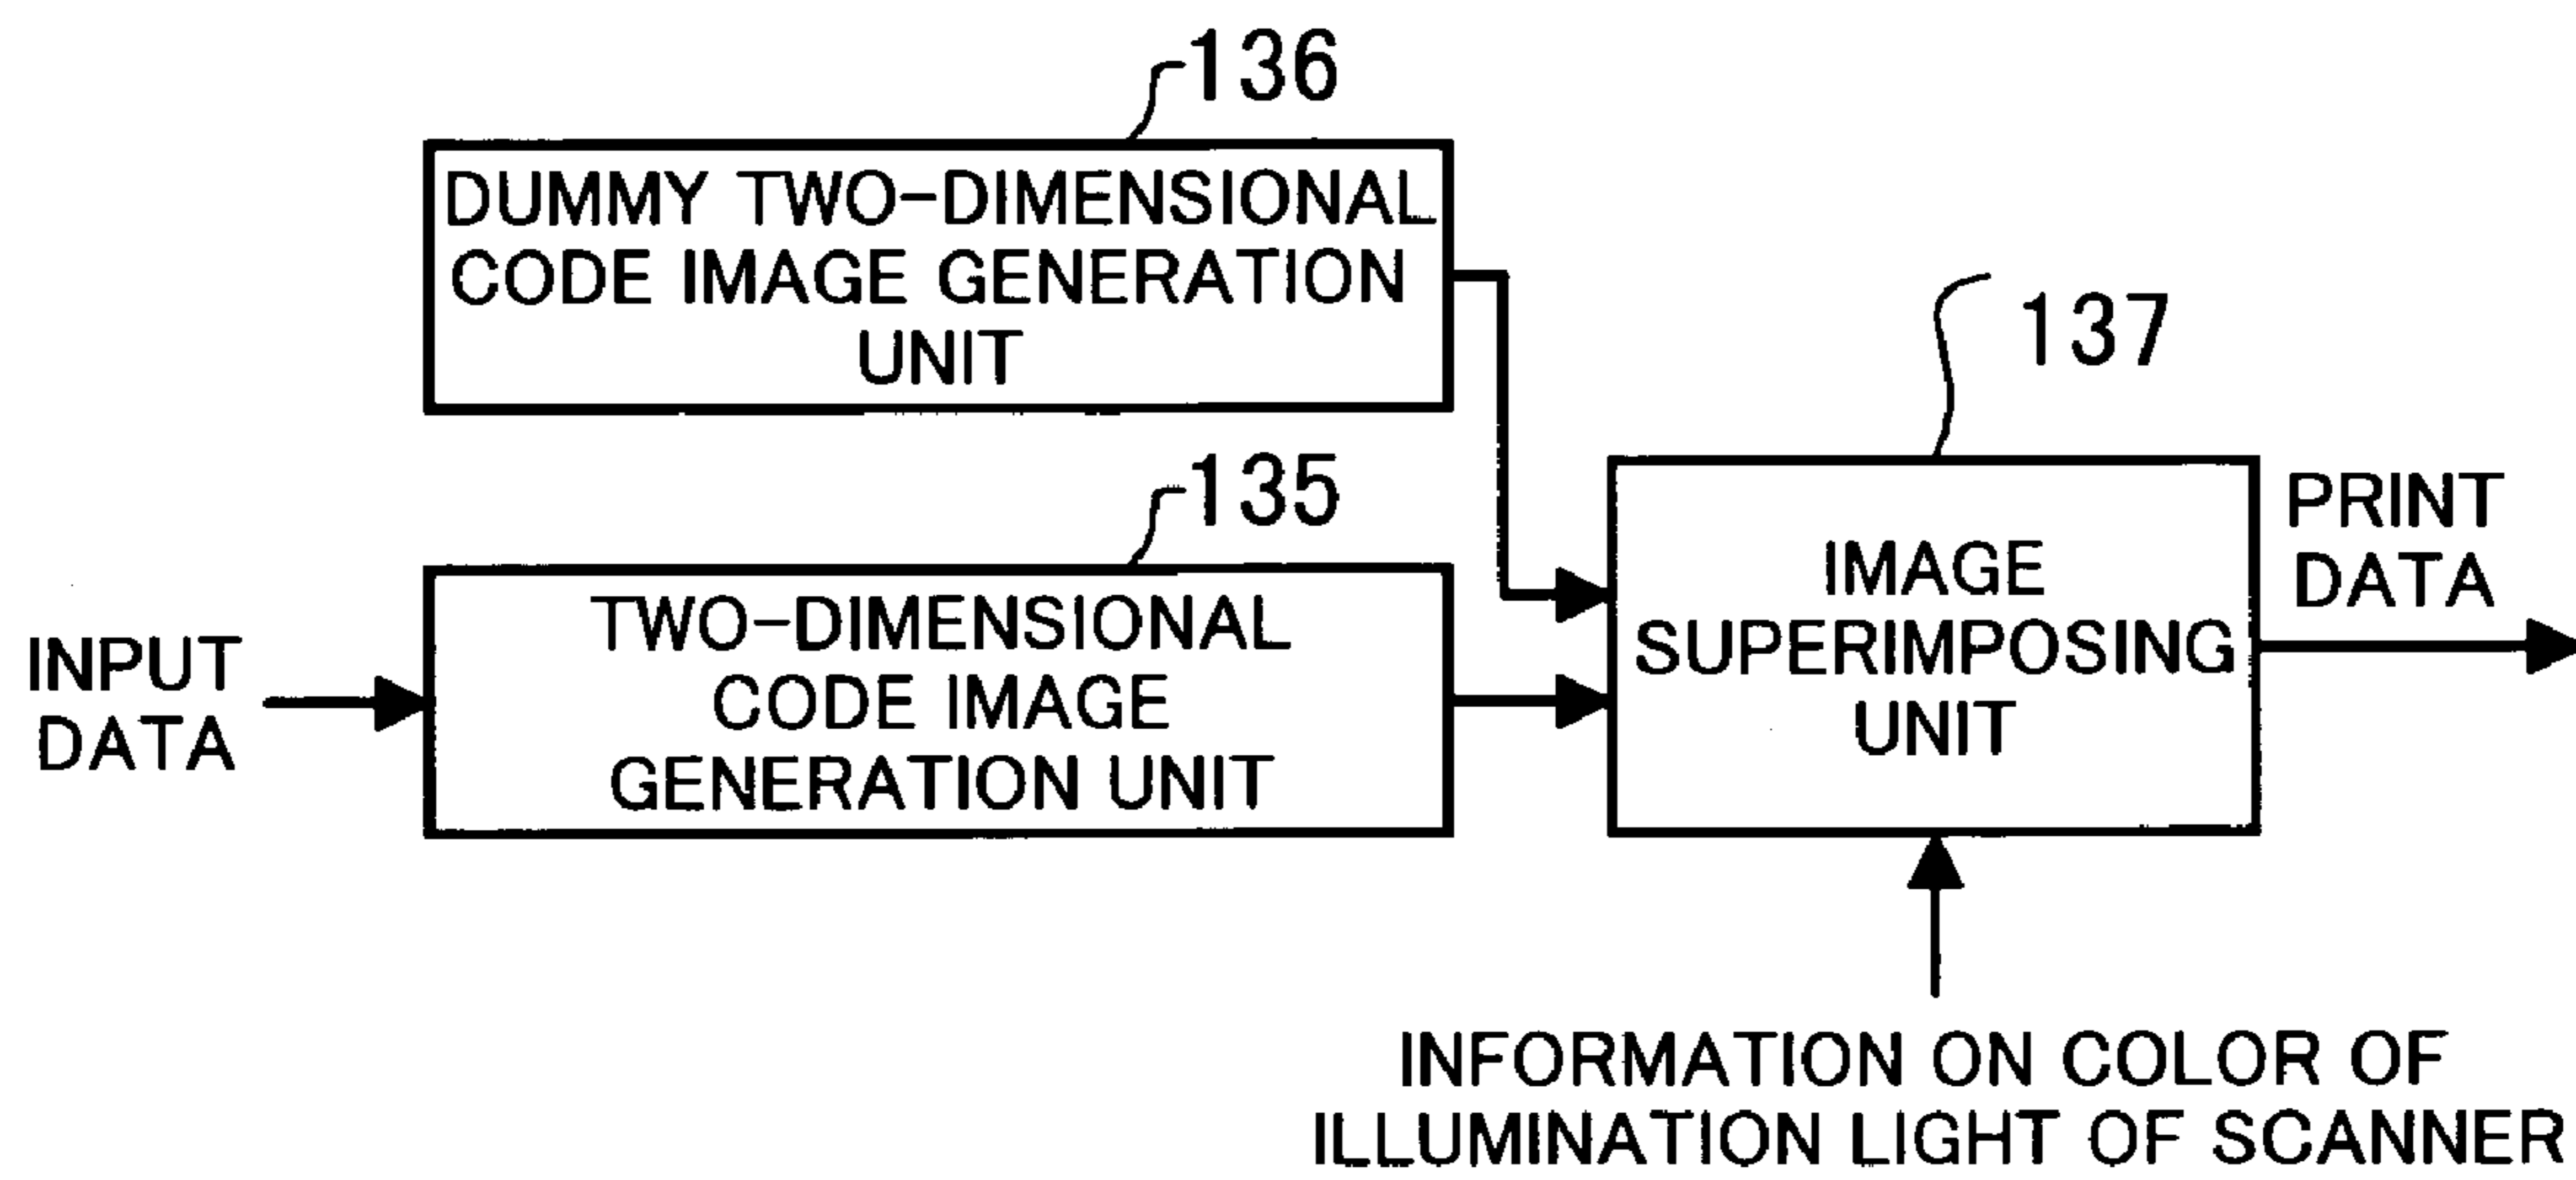 136
DUMMY TWO-DIMENSIONAL
CODE IMAGE GENERATION
UNIT
137
135
INPUT
DATA
TWO-DIMENSIONAL
CODE IMAGE
GENERATION UNIT
IMAGE
SUPERIMPOSING
UNIT
PRINT
DATA
INFORMATION ON COLOR OF
ILLUMINATION LIGHT OF SCANNER